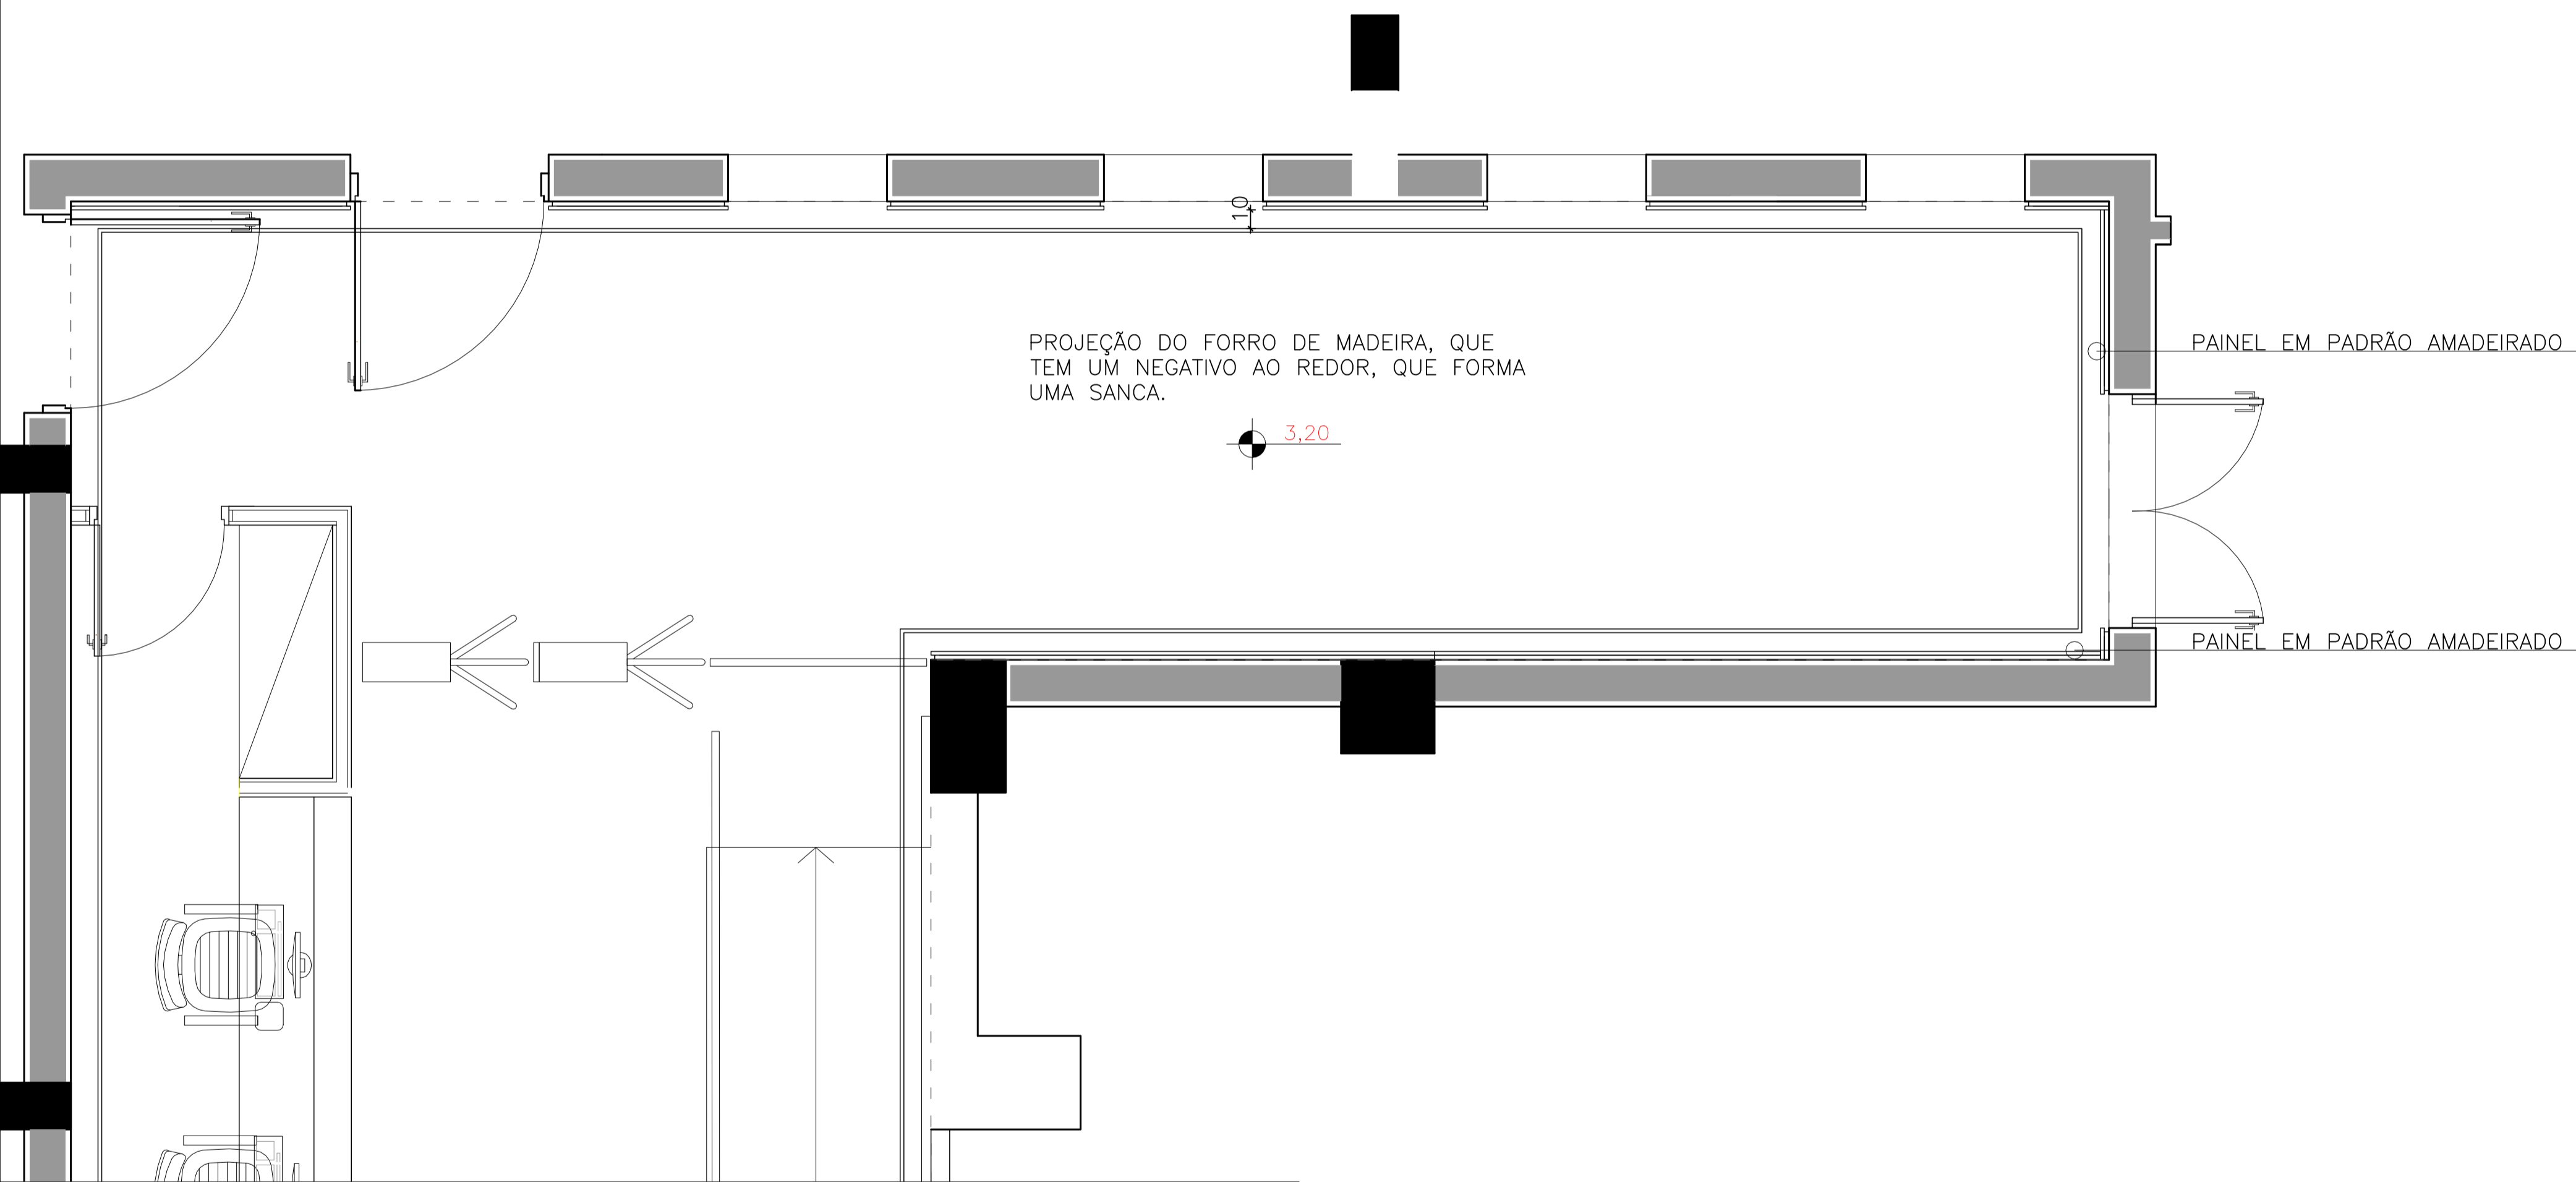 10
PROJEÇÃO DO FORRO DE MADEIRA, QUE
TEM UM NEGATIVO AO REDOR, QUE FORMA
UMA SANCA.
PAINEL EM PADRÃO AMADEIRADO
3,20
PAINEL EM PADRÃO AMADEIRADO